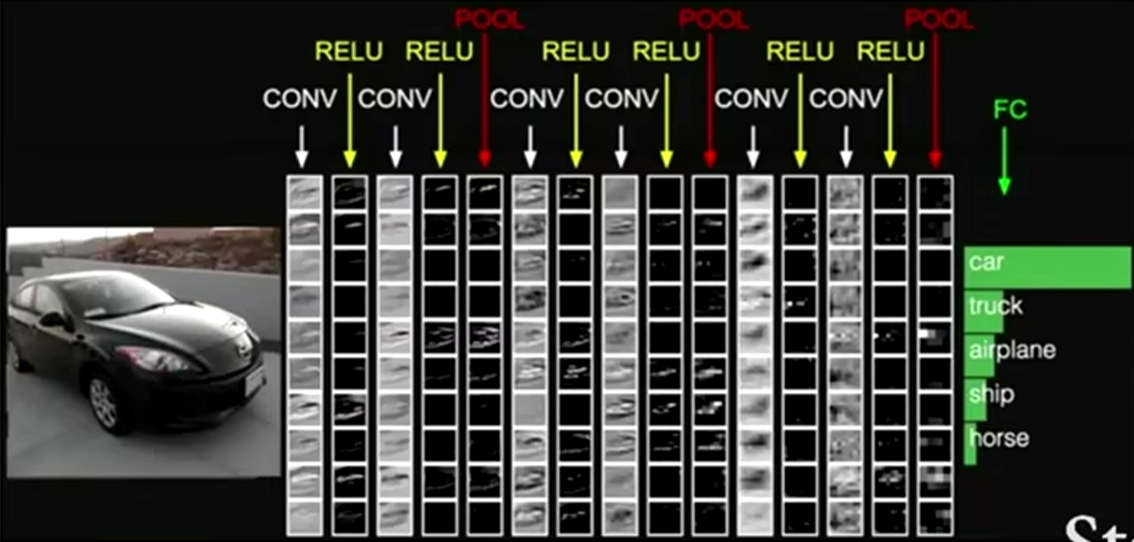 POOL POOL POOL
RELU RELU RELU RELU RELU RELU
CONV CONV CONV CONV CONV CONV
FC
car
truck
airplane
ship
horse